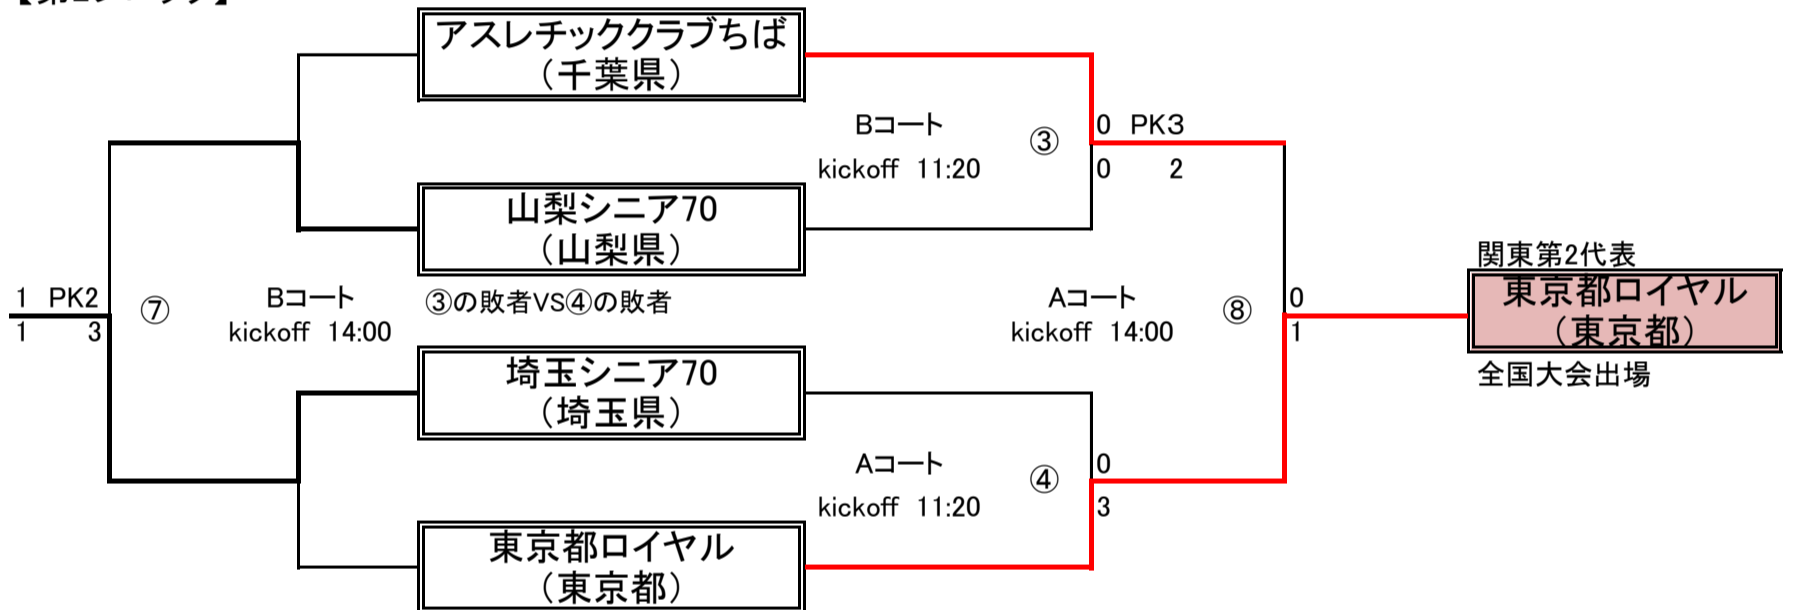 アスレチッククラブちば
（千葉県）
Bコート
kickoff 11:20
③
0 PK3
0 2
山梨シニア70
（山梨県）
1 PK2
1 3
⑦
Bコート
kickoff 14:00
③の敗者VS④の敗者
Aコート
kickoff 14:00
⑧
0
1
関東第2代表
東京都ロイヤル
（東京都）
全国大会出場
埼玉シニア70
（埼玉県）
Aコート
kickoff 11:20
④
0
3
東京都ロイヤル
（東京都）